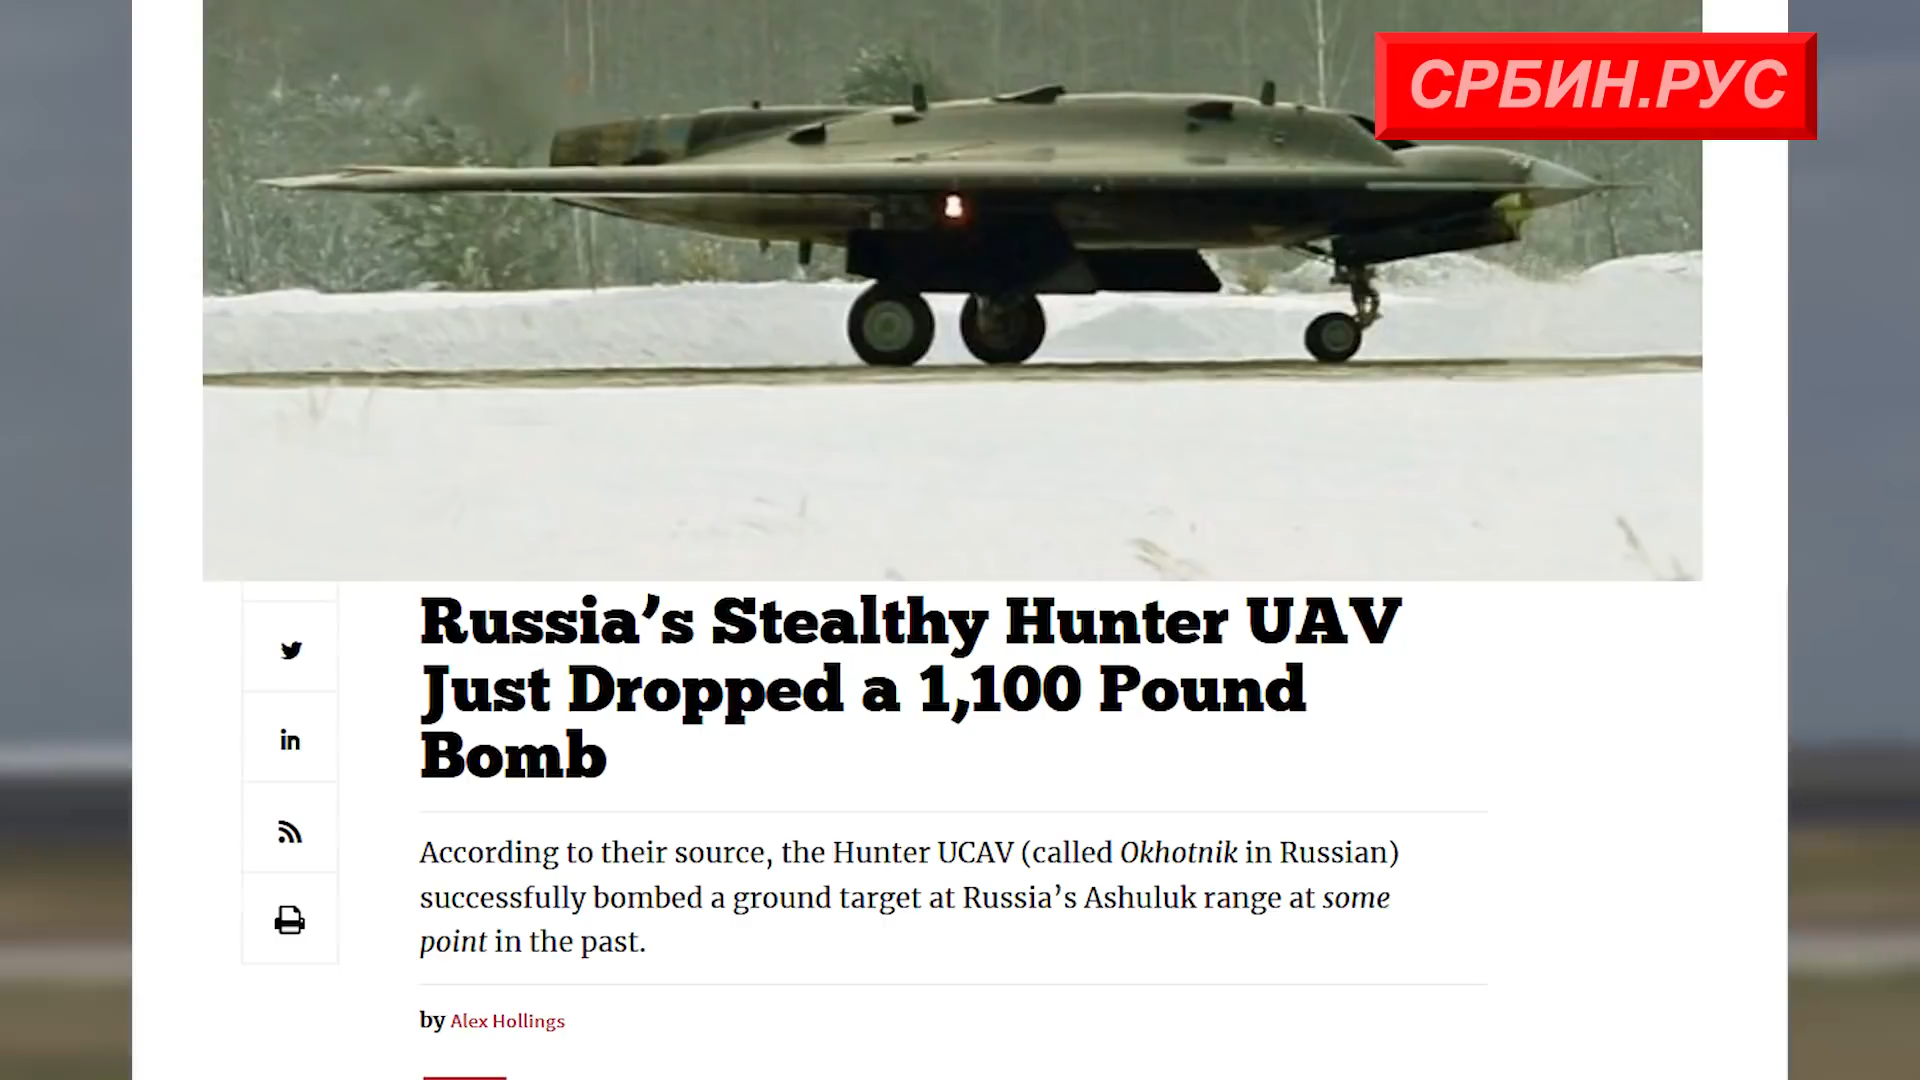 СРБИН.РУС
Russia’s Stealthy Hunter UAV
Just Dropped a 1,100 Pound
Bomb
in
According to their source, the Hunter UCAV (called Okhotnik in Russian)
successfully bombed a ground target at Russia’s Ashuluk range at some
point in the past.
by Alex Hollings